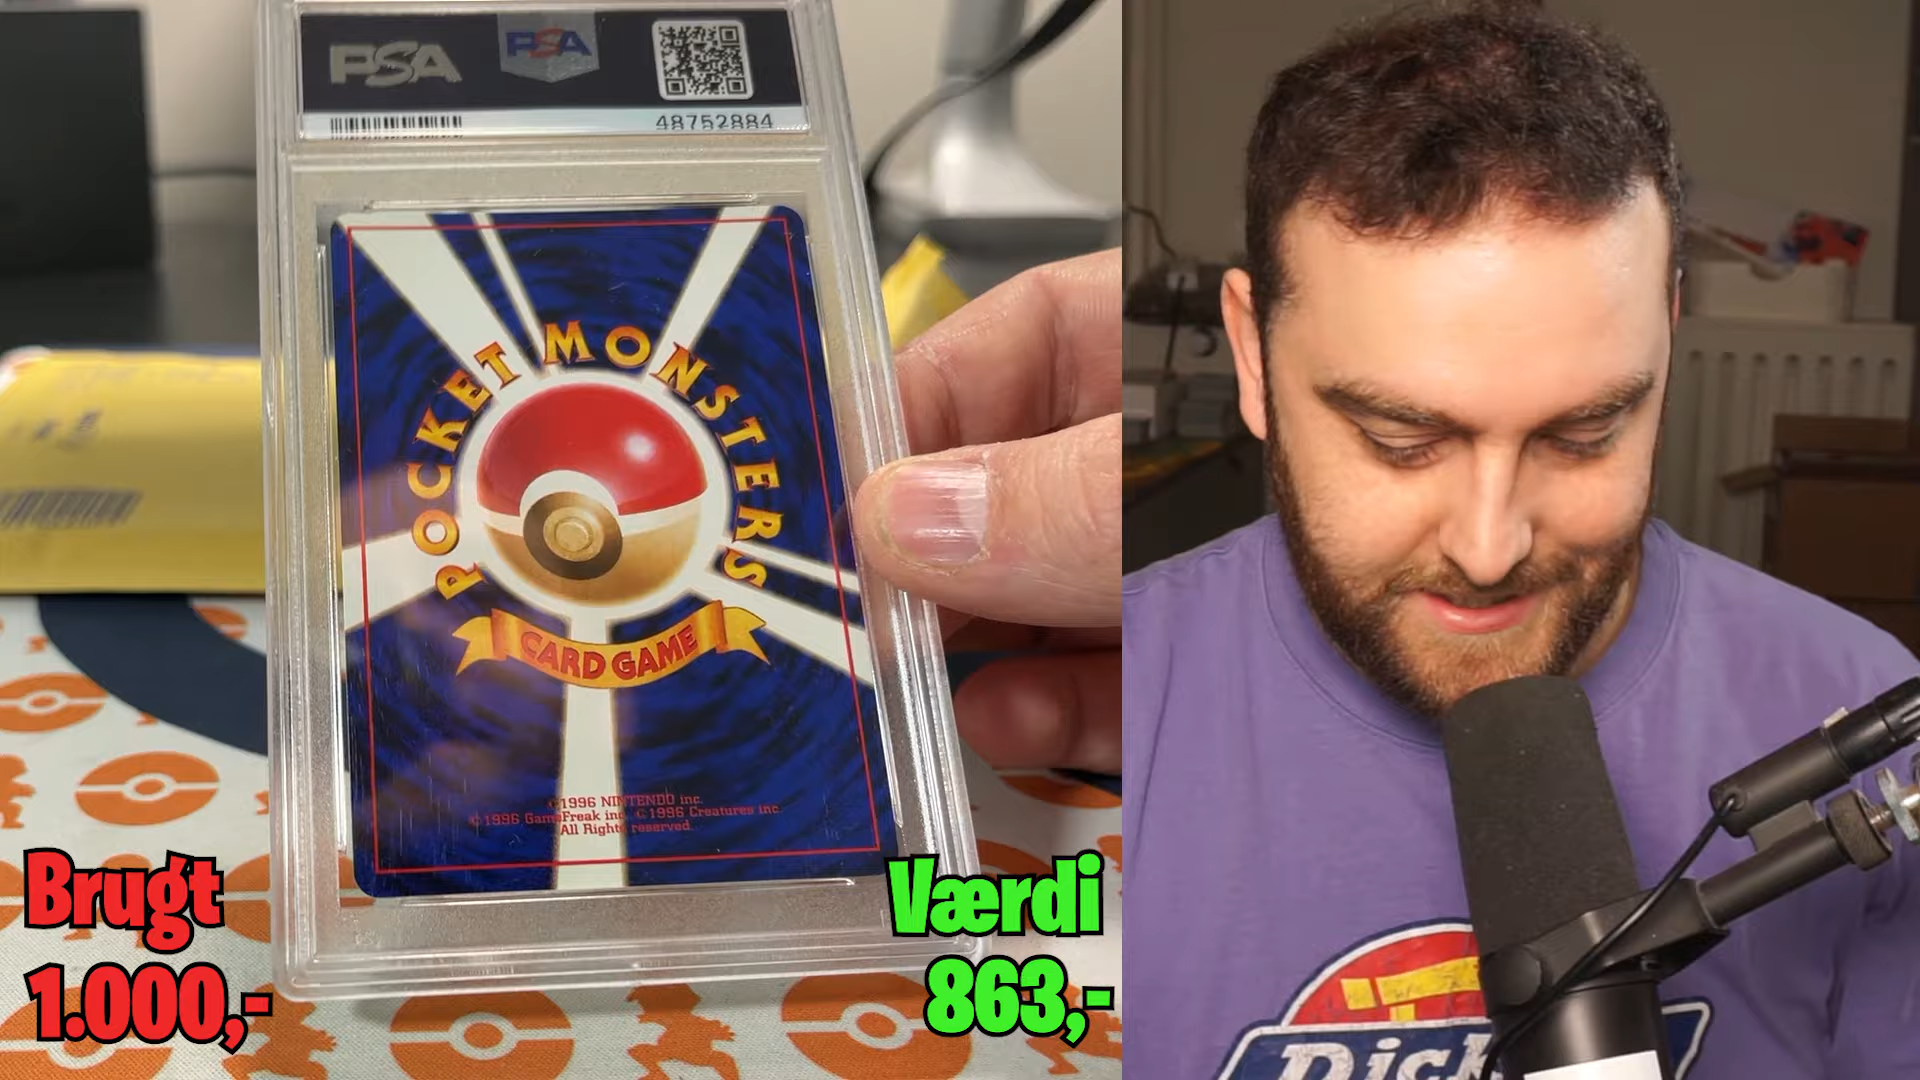 PSA
PSA
48752884
POCKET MONSTERS
CARD GAME
©1996 NINTENDO inc.
©1996 GameFreak inc. ©1996 Creatures inc.
All Rights reserved.
Brugt
1.000,-
Værdi
863,-